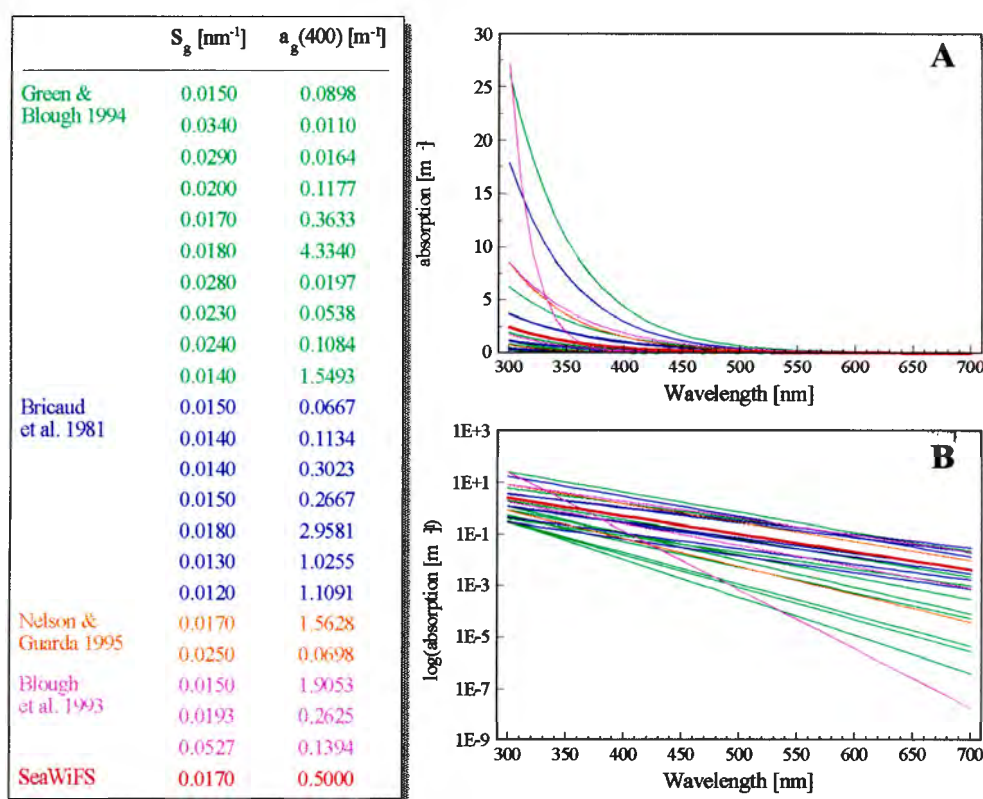 S_g [nm⁻¹] a_g(400) [m⁻¹]
Green & 0.0150 0.0898
Blough 1994
0.0340 0.0110
0.0290 0.0164
0.0200 0.1177
0.0170 0.3633
0.0180 4.3340
0.0280 0.0197
0.0230 0.0538
0.0240 0.1084
0.0140 1.5493
Bricaud 0.0150 0.0667
et al. 1981
0.0140 0.1134
0.0140 0.3023
0.0150 0.2667
0.0180 2.9581
0.0130 1.0255
0.0120 1.1091
Nelson & 0.0170 1.5628
Guarda 1995
0.0250 0.0698
Blough 0.0150 1.9053
et al. 1993
0.0193 0.2625
0.0527 0.1394
SeaWiFS 0.0170 0.5000
A
30
25
20
15
10
5
0
absorption [m⁻]
300 350 400 450 500 550 600 650 700
Wavelength [nm]
B
1E+3
1E+1
1E-1
1E-3
1E-5
1E-7
1E-9
log(absorption [m⁻])
300 350 400 450 500 550 600 650 700
Wavelength [nm]